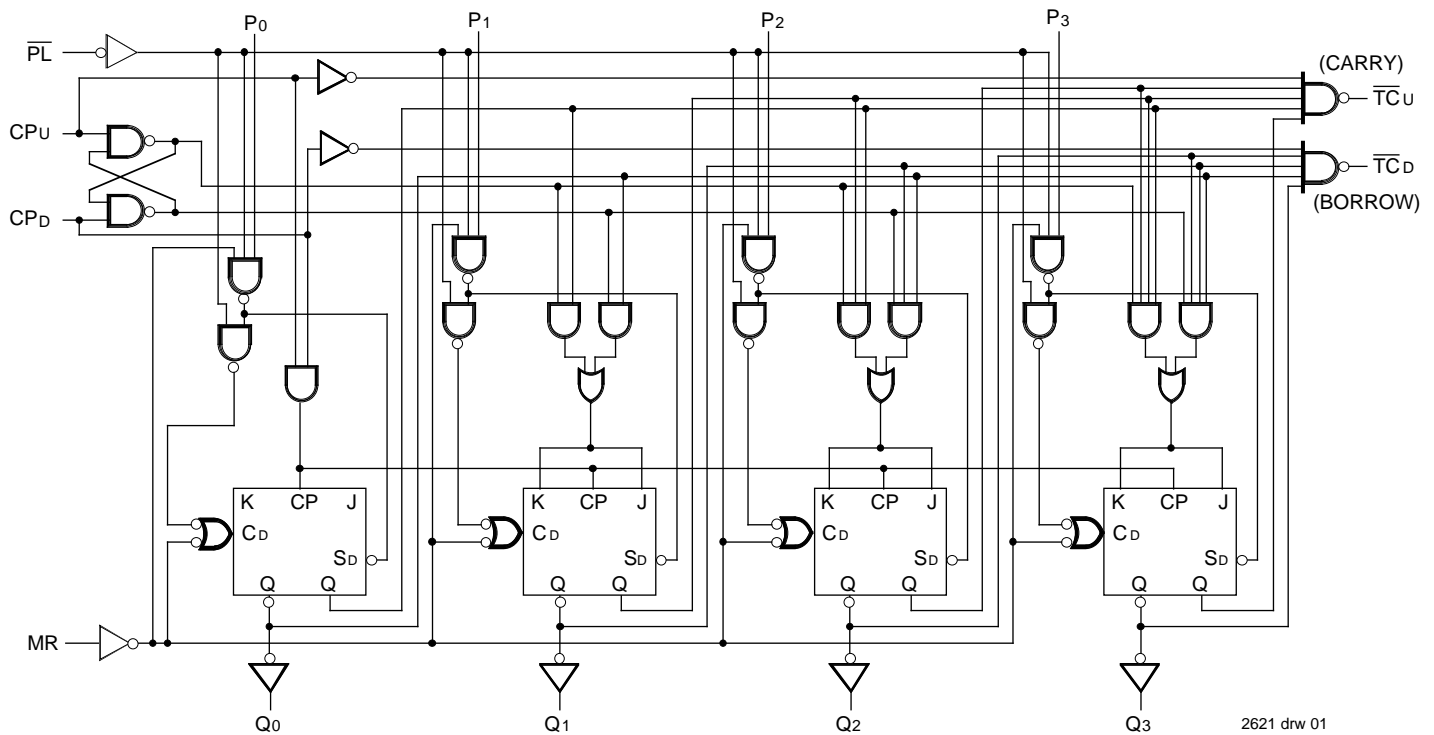 P0 P1 P2 P3
PL
(CARRY)
TCU
CPU
TCD
CPD
(BORROW)
K CP J K CP J K CP J K CP J
CD CD CD CD
SD SD SD SD
Q Q Q Q Q Q Q Q
MR
Q0 Q1 Q2 Q3
2621 drw 01